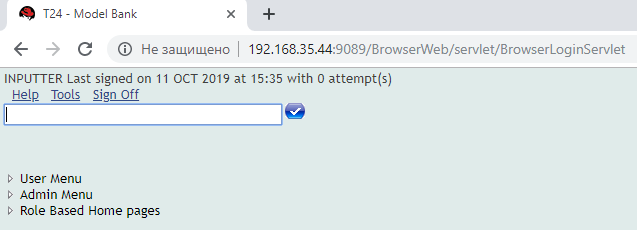 T24 - Model Bank
Не защищено 192.168.35.44:9089/BrowserWeb/servlet/BrowserLoginServlet
INPUTTER Last signed on 11 OCT 2019 at 15:35 with 0 attempt(s)
Help Tools Sign Off
User Menu
Admin Menu
Role Based Home pages